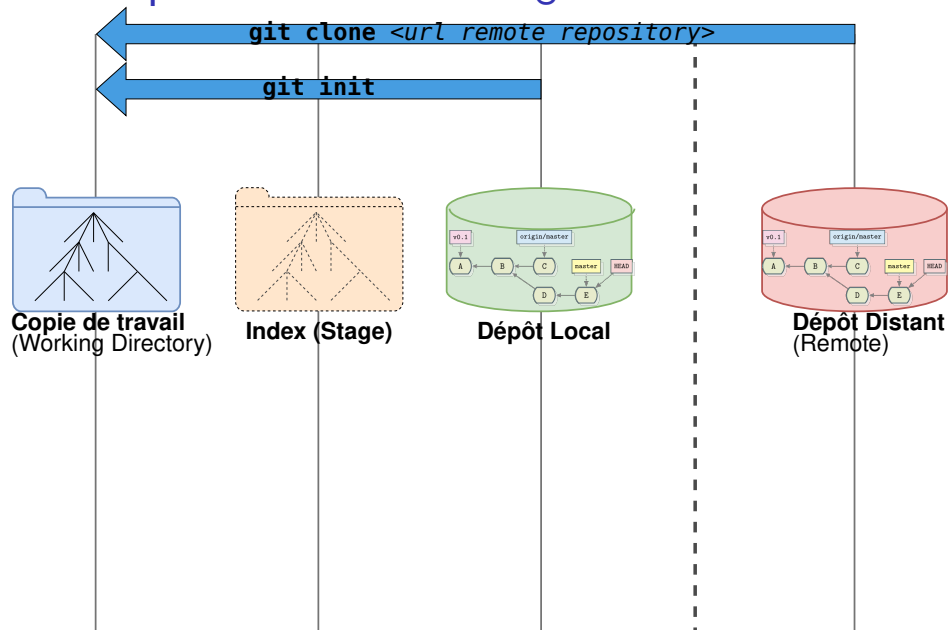 git clone <url remote repository>
git init
v0.1
origin/master
A
B
C
master
HEAD
D
E
v0.1
origin/master
A
B
C
master
HEAD
D
E
Copie de travail
(Working Directory)
Index (Stage)
Dépôt Local
Dépôt Distant
(Remote)